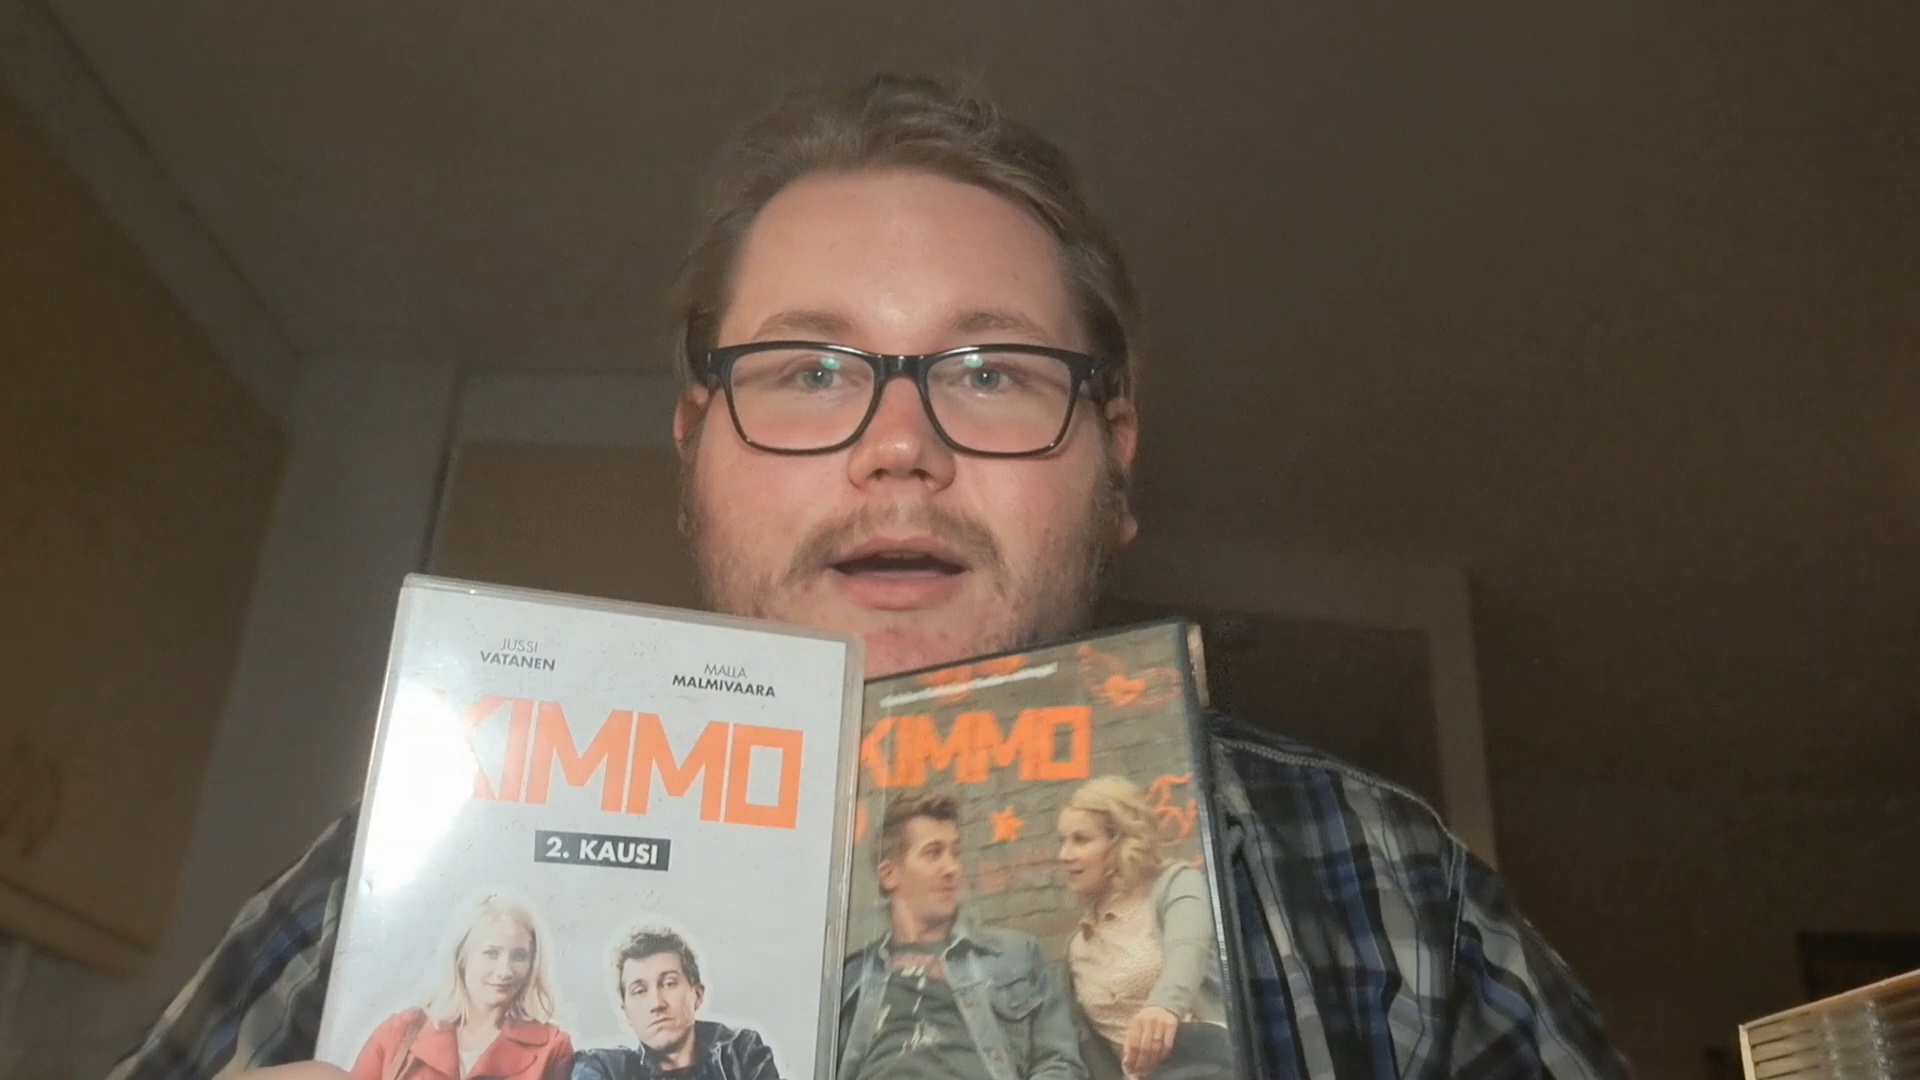 JUSSI
VATANEN
MALLA
MALMIVAARA
KIMMO
2. KAUSI
KIMMO